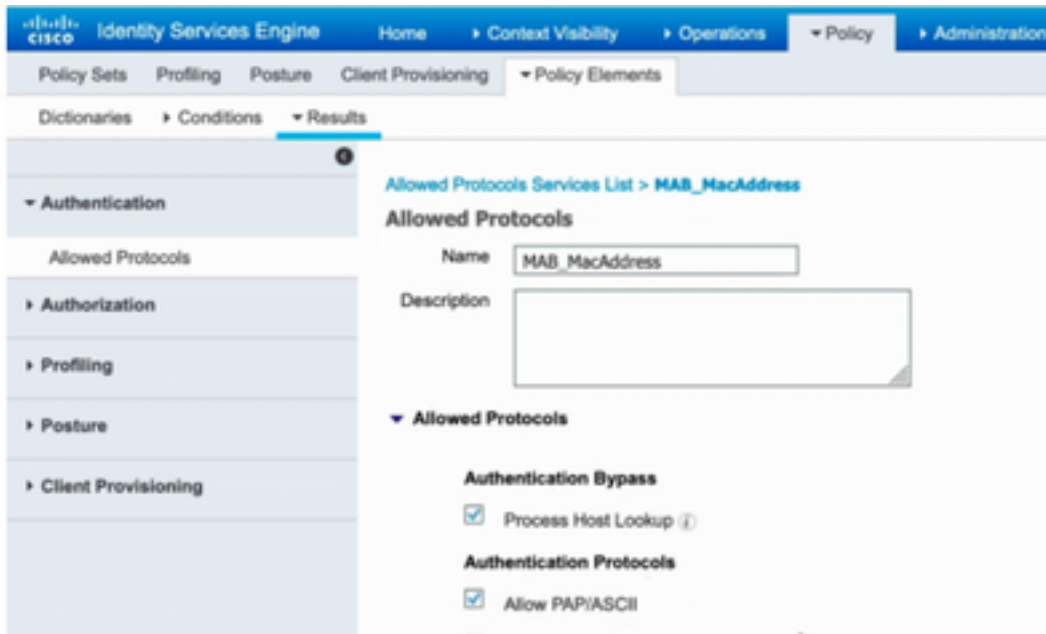 CISCO Identity Services Engine Home Context Visibility Operations Policy Administration
Policy Sets Profiling Posture Client Provisioning Policy Elements
Dictionaries Conditions Results
Allowed Protocols Services List > MAB_MacAddress
Authentication
Allowed Protocols
Name MAB_MacAddress
Allowed Protocols
Description
Authorization
Profiling
Posture
Allowed Protocols
Client Provisioning
Authentication Bypass
Process Host Lookup
Authentication Protocols
Allow PAP/ASCII